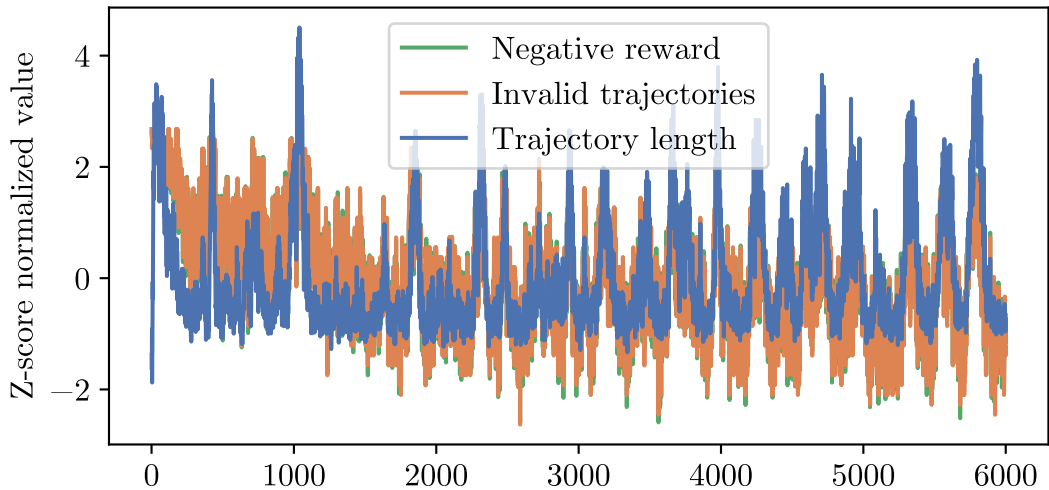 Z-score normalized value
4
2
0
−2
Negative reward
Invalid trajectories
Trajectory length
0 1000 2000 3000 4000 5000 6000